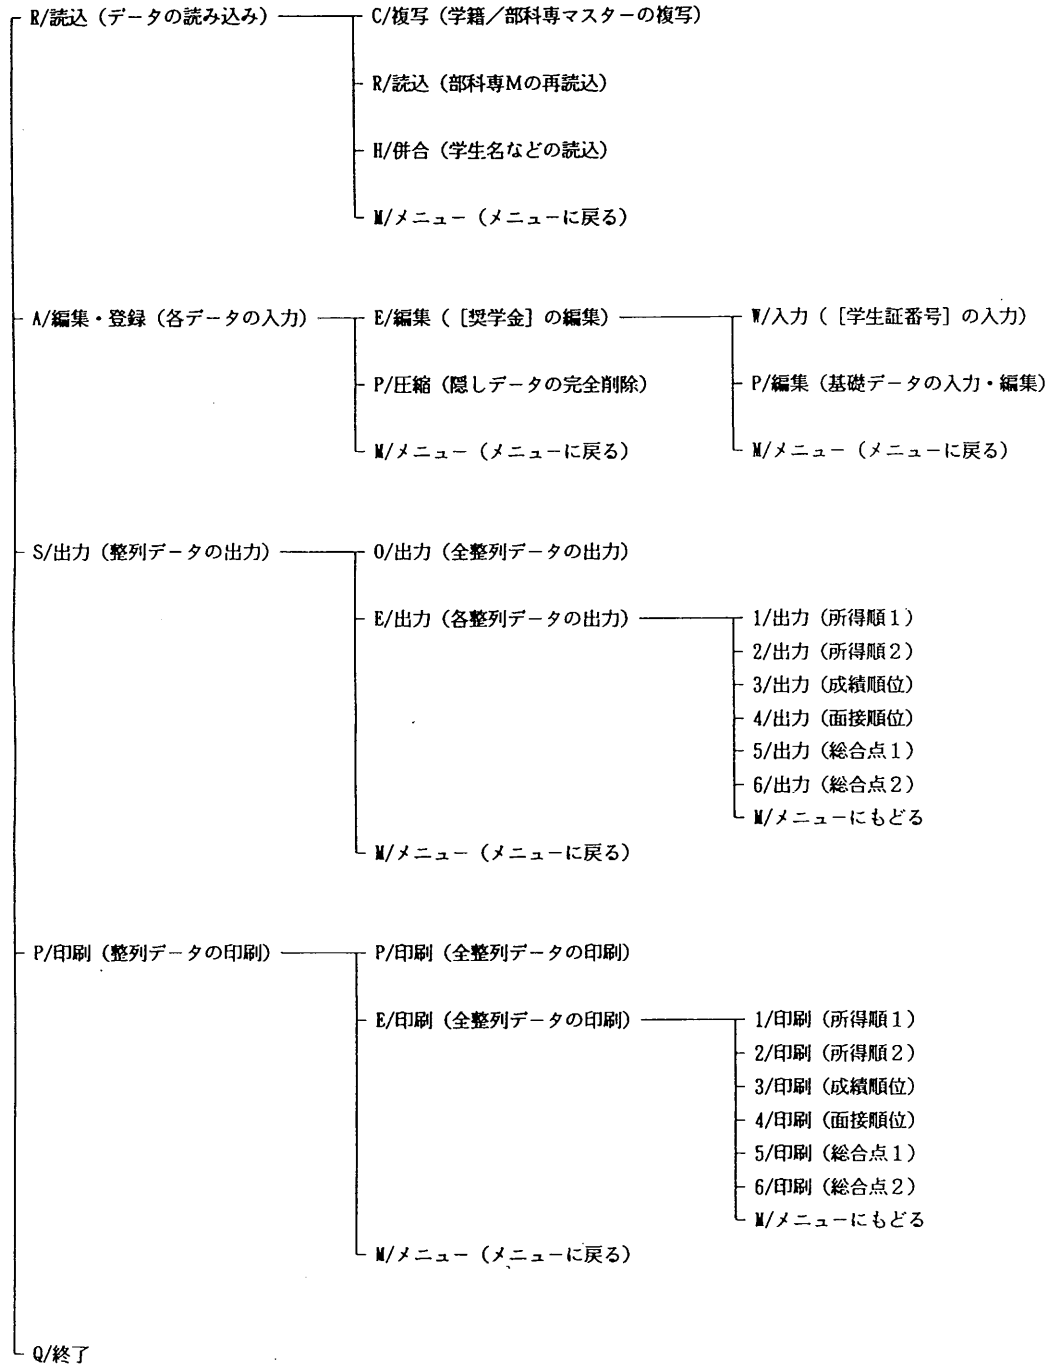 R/読込（データの読み込み） C/複写（学籍／部科専マスターの複写）
R/読込（部科専Mの再読込）
H/併合（学生名などの読込）
M/メニュー（メニューに戻る）
A/編集・登録（各データの入力） E/編集（［奨学金］の編集） W/入力（［学生証番号］の入力）
P/圧縮（隠しデータの完全削除） P/編集（基礎データの入力・編集）
M/メニュー（メニューに戻る） M/メニュー（メニューに戻る）
S/出力（整列データの出力） O/出力（全整列データの出力）
E/出力（各整列データの出力） 1/出力（所得順１）
2/出力（所得順２）
3/出力（成績順位）
4/出力（面接順位）
5/出力（総合点１）
6/出力（総合点２）
M/メニューにもどる
M/メニュー（メニューに戻る）
P/印刷（整列データの印刷） P/印刷（全整列データの印刷）
E/印刷（全整列データの印刷） 1/印刷（所得順１）
2/印刷（所得順２）
3/印刷（成績順位）
4/印刷（面接順位）
5/印刷（総合点１）
6/印刷（総合点２）
M/メニューにもどる
M/メニュー（メニューに戻る）
Q/終了